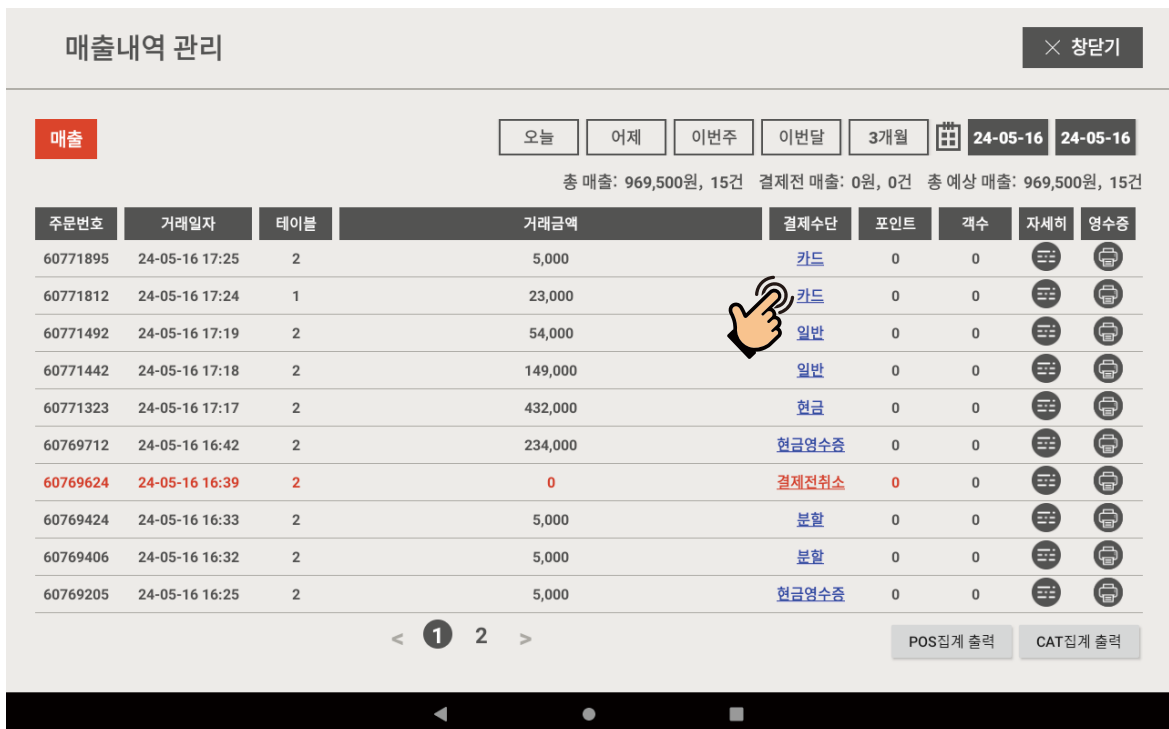 매출내역 관리
창닫기
매출
오늘 어제 이번주 이번달 3개월 24-05-16 24-05-16
총 매출: 969,500원, 15건 결제전 매출: 0원, 0건 총 예상 매출: 969,500원, 15건
주문번호 거래일자 테이블 거래금액 결제수단 포인트 객수 자세히 영수증
60771895 24-05-16 17:25 2 5,000 카드 0 0
60771812 24-05-16 17:24 1 23,000 카드 0 0
60771492 24-05-16 17:19 2 54,000 일반 0 0
60771442 24-05-16 17:18 2 149,000 일반 0 0
60771323 24-05-16 17:17 2 432,000 현금 0 0
60769712 24-05-16 16:42 2 234,000 현금영수증 0 0
60769624 24-05-16 16:39 2 0 결제전취소 0 0
60769424 24-05-16 16:33 2 5,000 분할 0 0
60769406 24-05-16 16:32 2 5,000 분할 0 0
60769205 24-05-16 16:25 2 5,000 현금영수증 0 0
< 1 2 >
POS집계 출력 CAT집계 출력